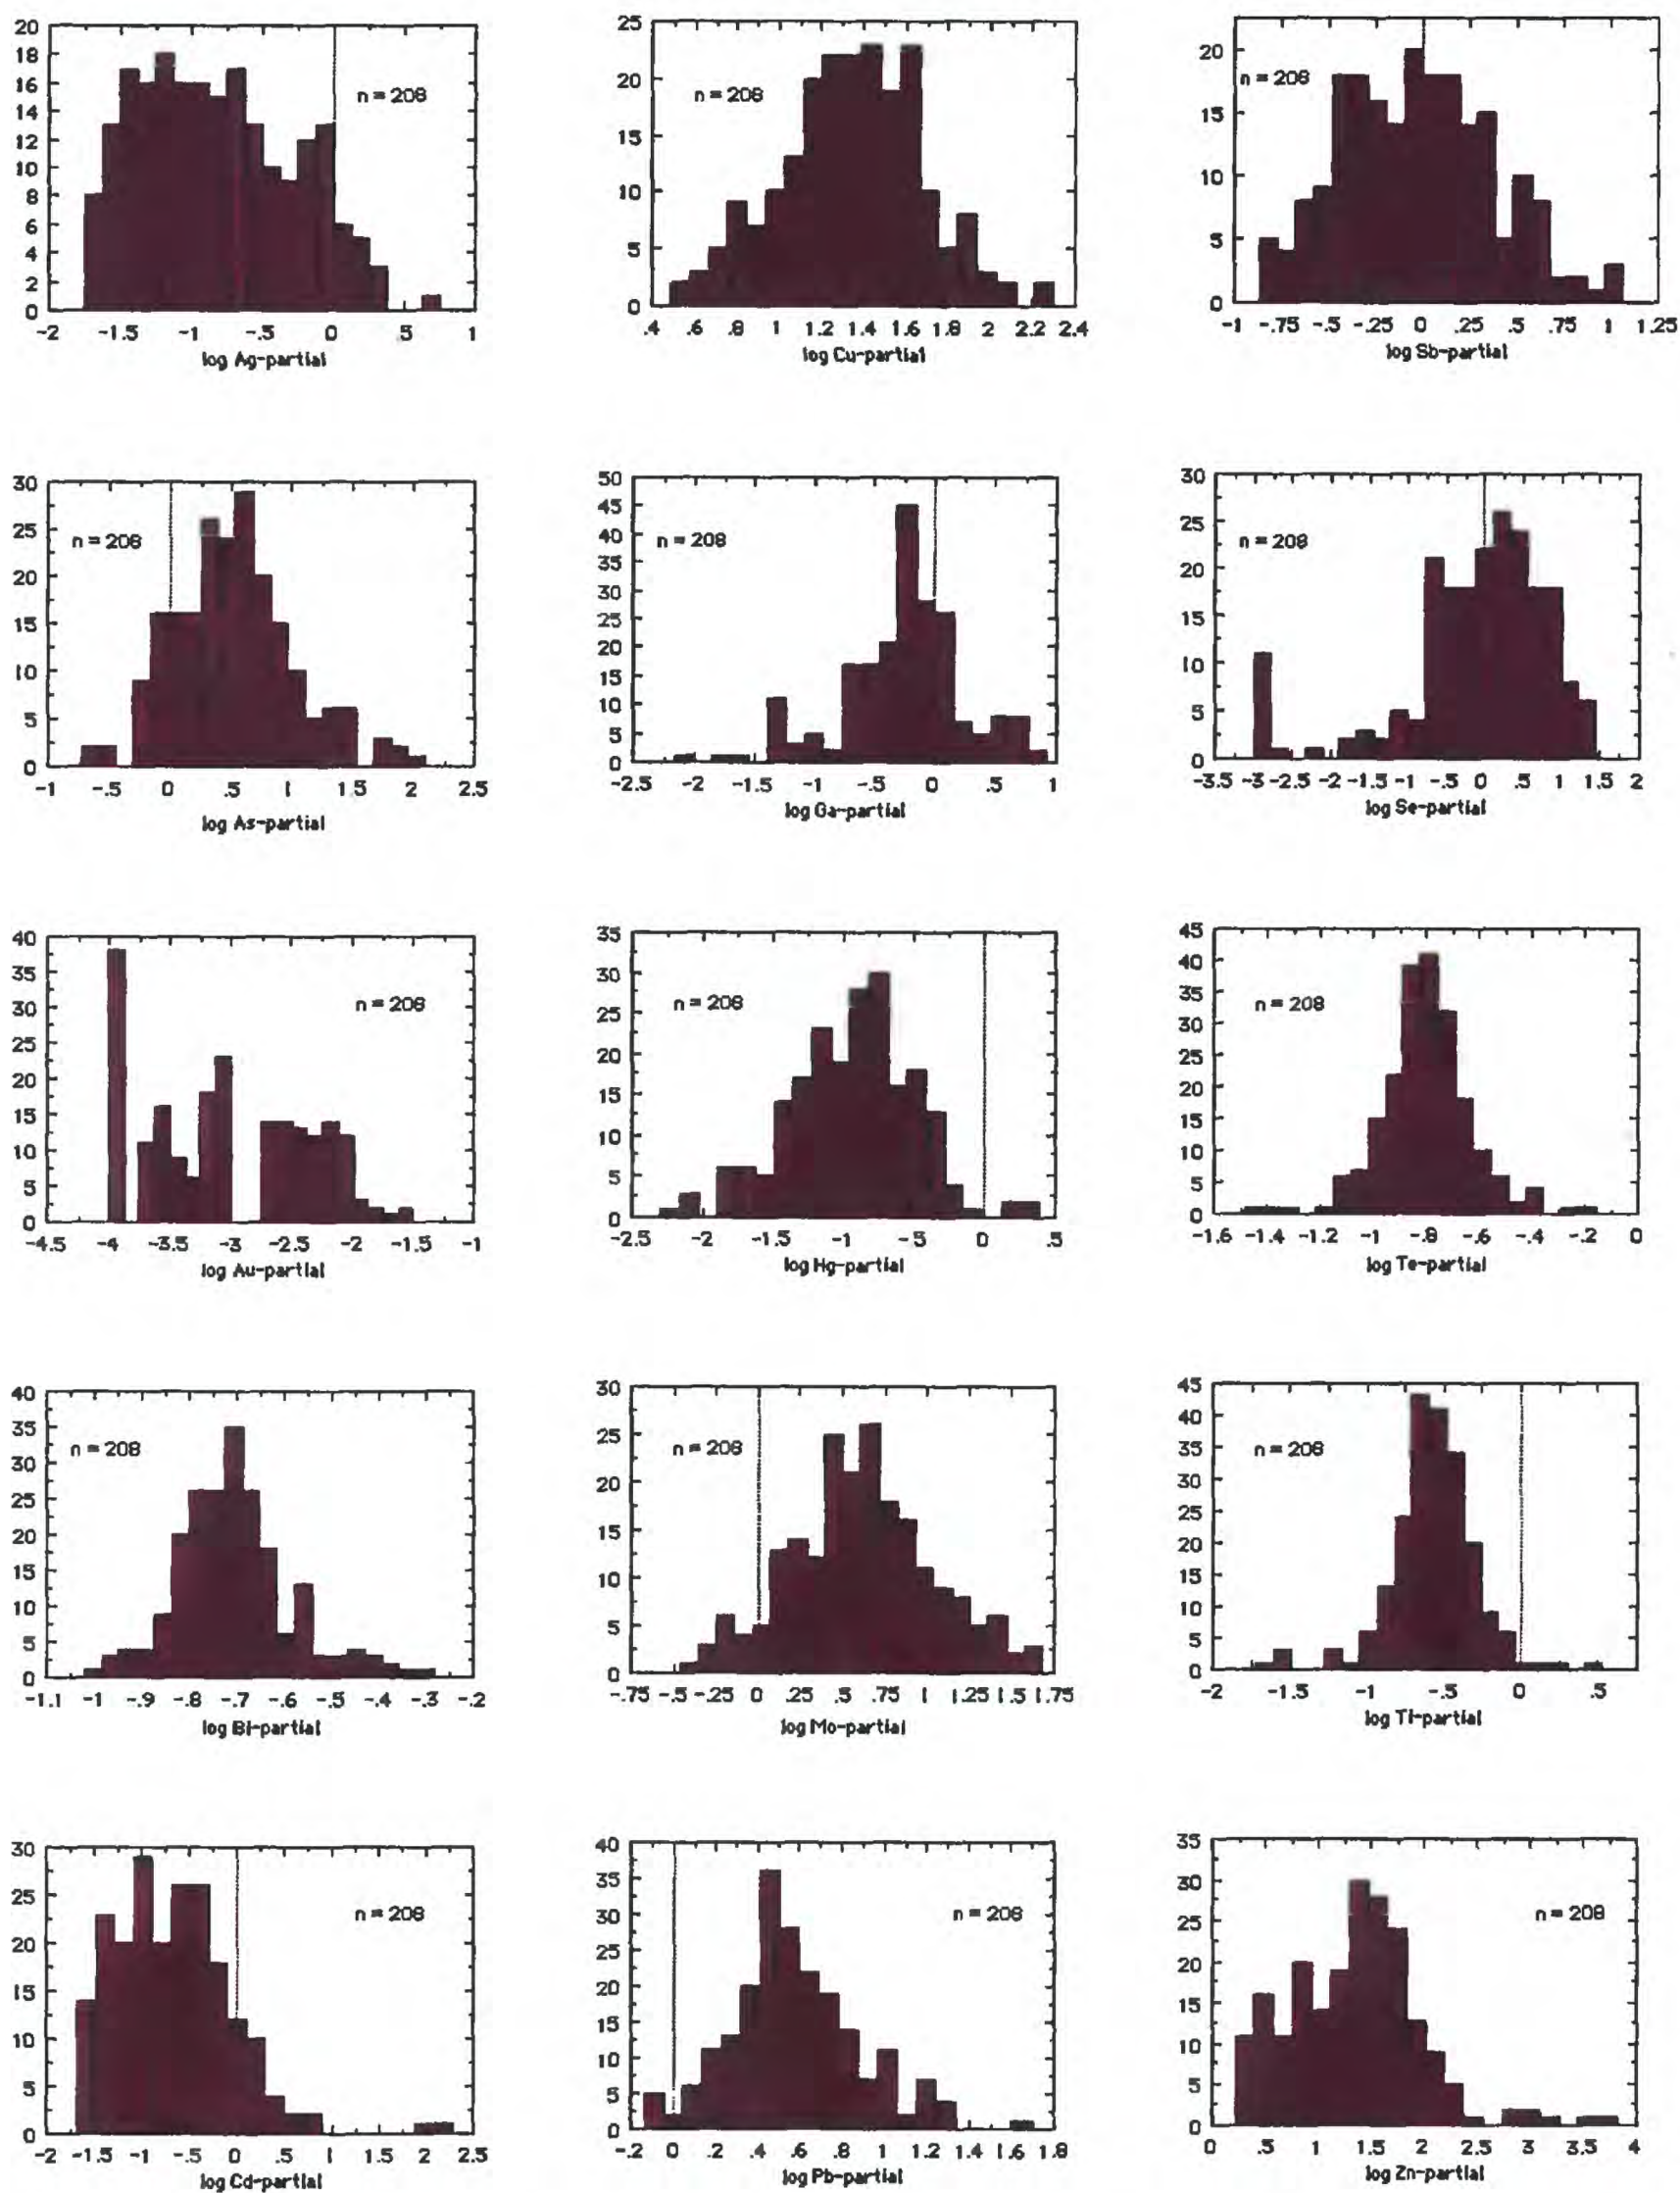 20
18
16
14
12
10
8
6
4
2
0
n = 208
-2 -1.5 -1 -.5 0 .5 1
log Ag-partial
25
20
15
10
5
0
n = 208
.4 .6 .8 1 1.2 1.4 1.6 1.8 2 2.2 2.4
log Cu-partial
20
15
10
5
0
n = 208
-1 -.75 -.5 -.25 0 .25 .5 .75 1 1.25
log Sb-partial
30
25
20
15
10
5
0
n = 208
-1 -.5 0 .5 1 1.5 2 2.5
log As-partial
50
45
40
35
30
25
20
15
10
5
0
n = 208
-2.5 -2 -1.5 -1 -.5 0 .5 1
log Ga-partial
30
25
20
15
10
5
0
n = 208
-3.5 -3 -2.5 -2 -1.5 -1 -.5 0 .5 1 1.5 2
log Se-partial
40
35
30
25
20
15
10
5
0
n = 208
-4.5 -4 -3.5 -3 -2.5 -2 -1.5 -1
log Au-partial
35
30
25
20
15
10
5
0
n = 208
-2.5 -2 -1.5 -1 -.5 0 .5
log Hg-partial
45
40
35
30
25
20
15
10
5
0
n = 208
-1.6 -1.4 -1.2 -1 -.8 -.6 -.4 -.2 0
log Te-partial
40
35
30
25
20
15
10
5
0
n = 208
-1.1 -1 -.9 -.8 -.7 -.6 -.5 -.4 -.3 -.2
log Bi-partial
30
25
20
15
10
5
0
n = 208
-.75 -.5 -.25 0 .25 .5 .75 1 1.25 1.5 1.75
log Mo-partial
45
40
35
30
25
20
15
10
5
0
n = 208
-2 -1.5 -1 -.5 0 .5
log Tl-partial
30
25
20
15
10
5
0
n = 208
-2 -1.5 -1 -.5 0 .5 1 1.5 2 2.5
log Cd-partial
40
35
30
25
20
15
10
5
0
n = 208
-.2 0 .2 .4 .6 .8 1 1.2 1.4 1.6 1.8
log Pb-partial
35
30
25
20
15
10
5
0
n = 208
0 .5 1 1.5 2 2.5 3 3.5 4
log Zn-partial